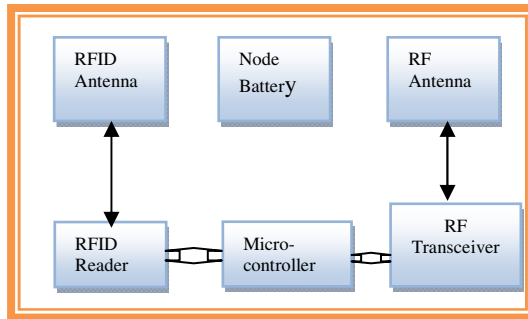 RFID
Antenna
Node
Battery
RF
Antenna
RFID
Reader
Micro-
controller
RF
Transceiver